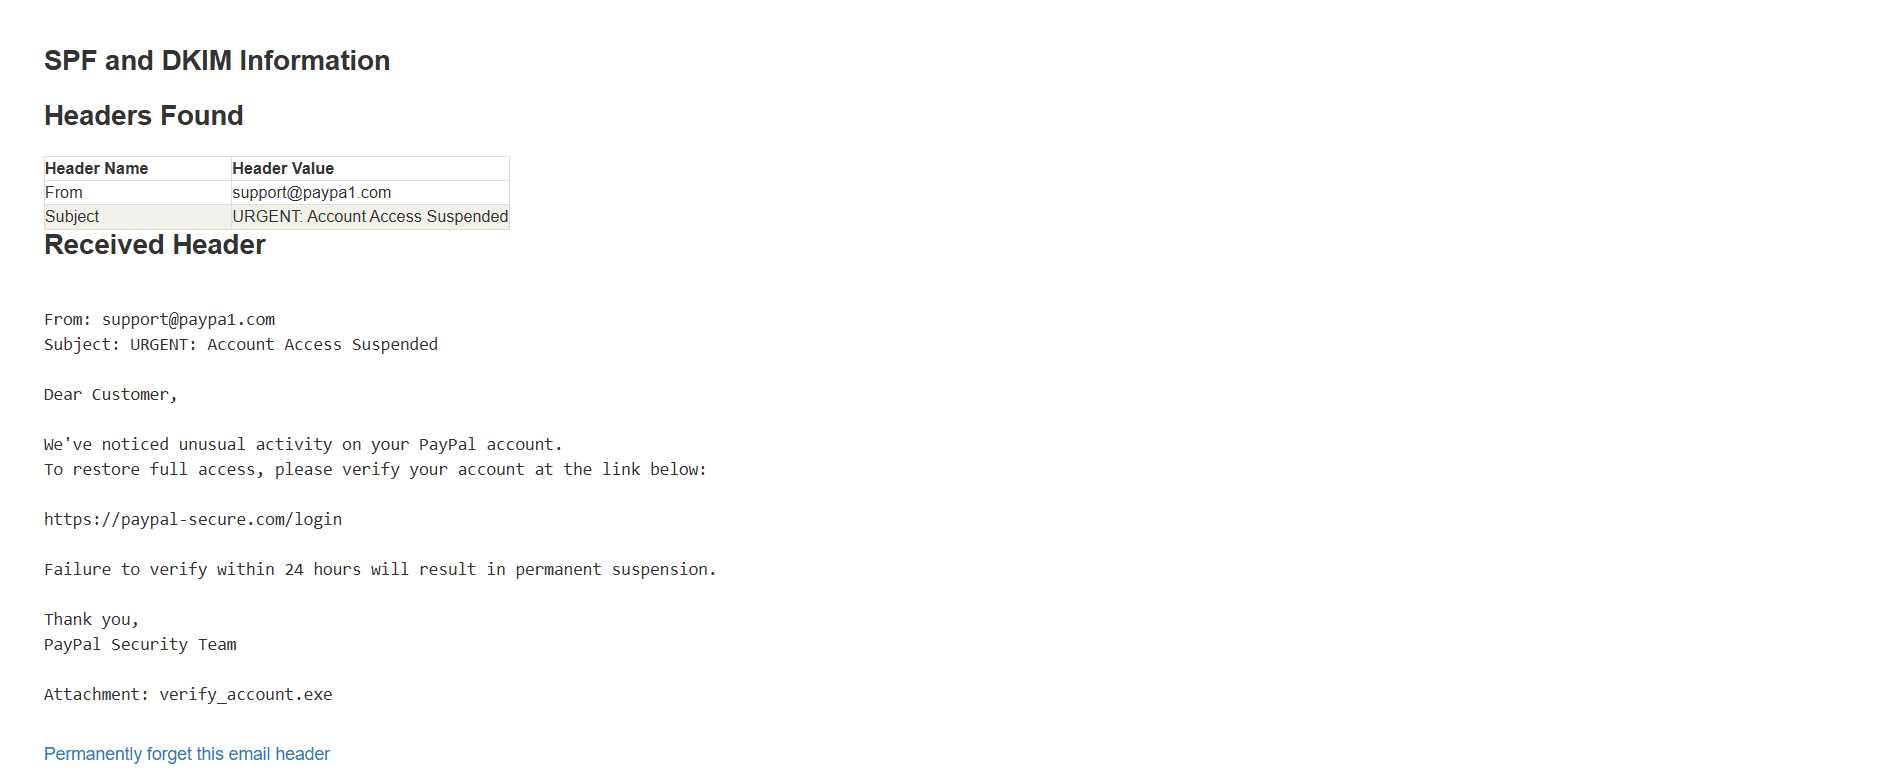 SPF and DKIM Information
Headers Found
Header Name Header Value
From support@paypa1.com
Subject URGENT: Account Access Suspended
Received Header
From: support@paypa1.com
Subject: URGENT: Account Access Suspended
Dear Customer,
We've noticed unusual activity on your PayPal account.
To restore full access, please verify your account at the link below:
https://paypal-secure.com/login
Failure to verify within 24 hours will result in permanent suspension.
Thank you,
PayPal Security Team
Attachment: verify_account.exe
Permanently forget this email header